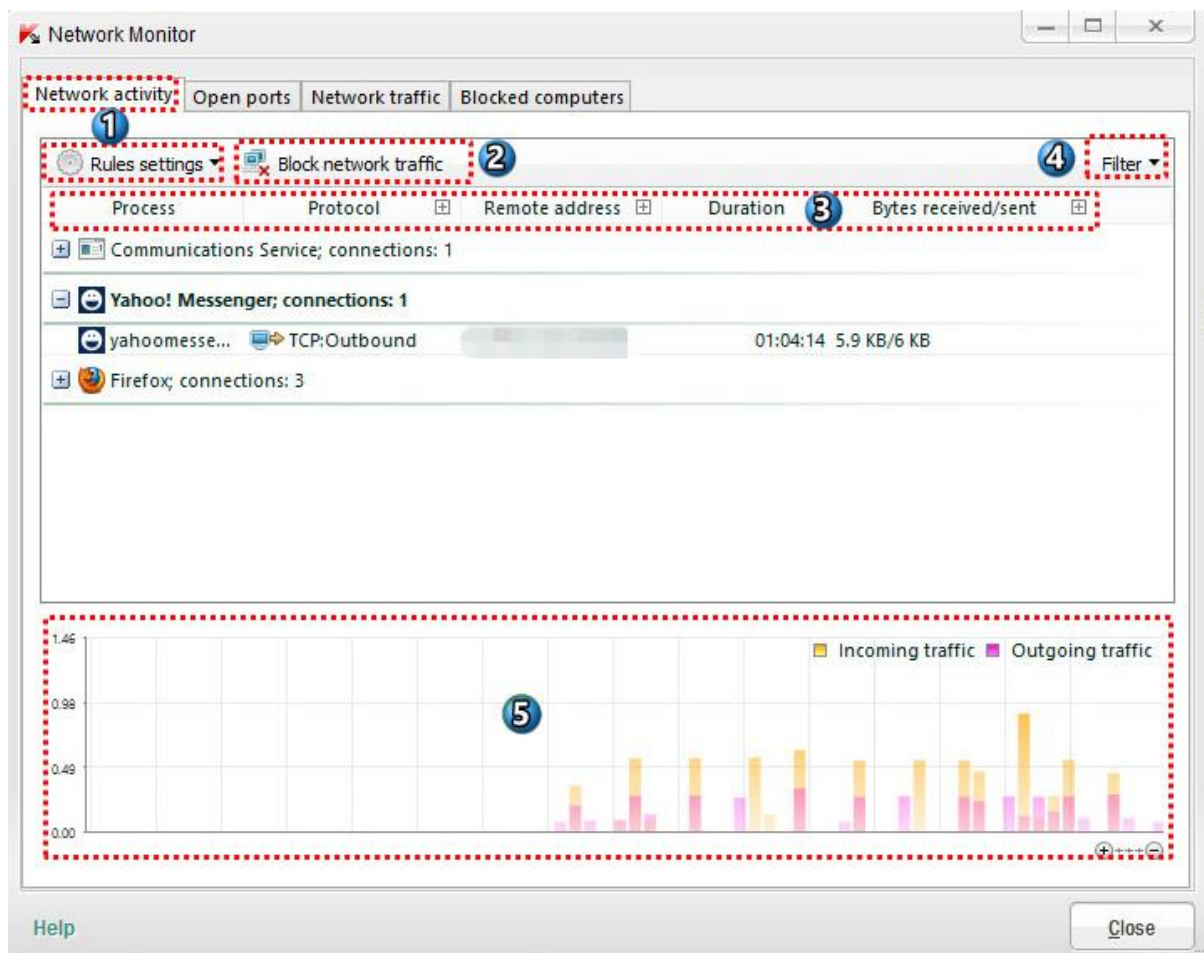 Network Monitor
Network activity Open ports Network traffic Blocked computers
1
Rules settings Block network traffic 2 4 Filter
Process Protocol Remote address Duration 3 Bytes received/sent
Communications Service; connections: 1
Yahoo! Messenger; connections: 1
yahoomesse... TCP:Outbound 01:04:14 5.9 KB/6 KB
Firefox; connections: 3
1.46
Incoming traffic Outgoing traffic
0.98
5
0.49
0.00
Help Close